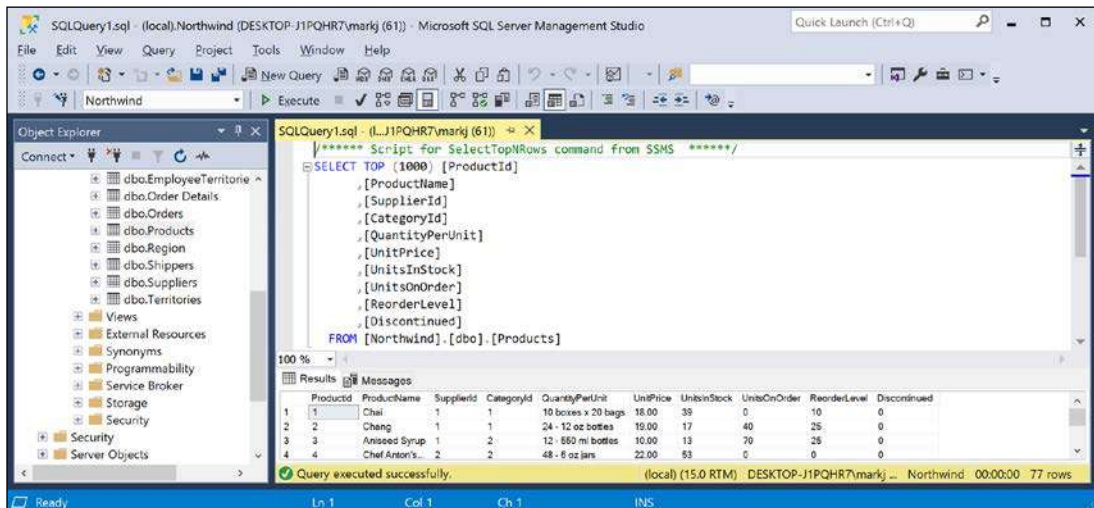 SQLQuery1.sql - (local).Northwind (DESKTOP-J1PQHR7\markj (61)) - Microsoft SQL Server Management Studio
Quick Launch (Ctrl+Q)
File Edit View Query Project Tools Window Help
New Query
Northwind Execute
Object Explorer
Connect
dbo.EmployeeTerritorie
dbo.Order Details
dbo.Orders
dbo.Products
dbo.Region
dbo.Shippers
dbo.Suppliers
dbo.Territories
Views
External Resources
Synonyms
Programmability
Service Broker
Storage
Security
Security
Server Objects
SQLQuery1.sql - (l...J1PQHR7\markj (61))
/****** Script for SelectTopNRows command from SSMS ******/
SELECT TOP (1000) [ProductId]
,[ProductName]
,[SupplierId]
,[CategoryId]
,[QuantityPerUnit]
,[UnitPrice]
,[UnitsInStock]
,[UnitsOnOrder]
,[ReorderLevel]
,[Discontinued]
FROM [Northwind].[dbo].[Products]
100 %
Results Messages
ProductId ProductName SupplierId CategoryId QuantityPerUnit UnitPrice UnitsInStock UnitsOnOrder ReorderLevel Discontinued
1 1 Chai 1 1 10 boxes x 20 bags 18.00 39 0 10 0
2 2 Chang 1 1 24 - 12 oz bottles 19.00 17 40 25 0
3 3 Aniseed Syrup 1 2 12 - 550 ml bottles 10.00 13 70 25 0
4 4 Chef Anton's... 2 2 48 - 6 oz jars 22.00 53 0 0 0
Query executed successfully. (local) (15.0 RTM) DESKTOP-J1PQHR7\markj ... Northwind 00:00:00 77 rows
Ready Ln 1 Col 1 Ch 1 INS